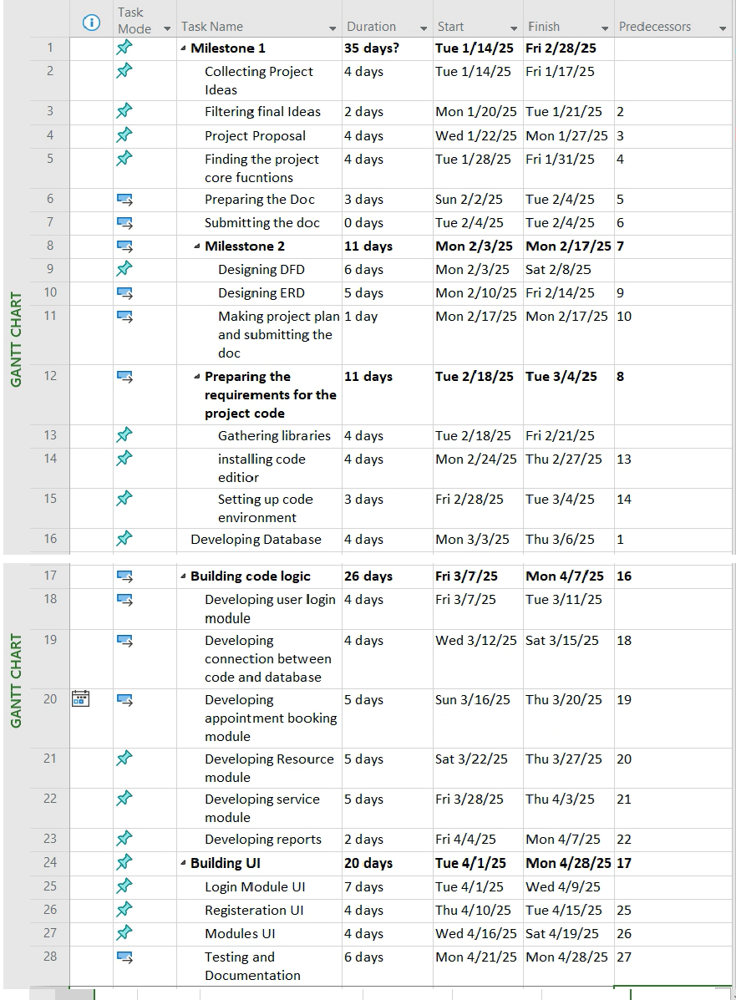 Task
Mode Task Name Duration Start Finish Predecessors
1 Milestone 1 35 days? Tue 1/14/25 Fri 2/28/25
2 Collecting Project 4 days Tue 1/14/25 Fri 1/17/25
Ideas
3 Filtering final Ideas 2 days Mon 1/20/25 Tue 1/21/25 2
4 Project Proposal 4 days Wed 1/22/25 Mon 1/27/25 3
5 Finding the project 4 days Tue 1/28/25 Fri 1/31/25 4
core fucntions
6 Preparing the Doc 3 days Sun 2/2/25 Tue 2/4/25 5
7 Submitting the doc 0 days Tue 2/4/25 Tue 2/4/25 6
8 Milesstone 2 11 days Mon 2/3/25 Mon 2/17/25 7
9 Designing DFD 6 days Mon 2/3/25 Sat 2/8/25
10 Designing ERD 5 days Mon 2/10/25 Fri 2/14/25 9
11 Making project plan 1 day Mon 2/17/25 Mon 2/17/25 10
and submitting the
doc
12 Preparing the 11 days Tue 2/18/25 Tue 3/4/25 8
requirements for the
project code
13 Gathering libraries 4 days Tue 2/18/25 Fri 2/21/25
14 installing code 4 days Mon 2/24/25 Thu 2/27/25 13
editior
15 Setting up code 3 days Fri 2/28/25 Tue 3/4/25 14
environment
16 Developing Database 4 days Mon 3/3/25 Thu 3/6/25 1
GANTT CHART
17 Building code logic 26 days Fri 3/7/25 Mon 4/7/25 16
18 Developing user login 4 days Fri 3/7/25 Tue 3/11/25
module
19 Developing 4 days Wed 3/12/25 Sat 3/15/25 18
connection between
code and database
20 Developing 5 days Sun 3/16/25 Thu 3/20/25 19
appointment booking
module
21 Developing Resource 5 days Sat 3/22/25 Thu 3/27/25 20
module
22 Developing service 5 days Fri 3/28/25 Thu 4/3/25 21
module
23 Developing reports 2 days Fri 4/4/25 Mon 4/7/25 22
24 Building UI 20 days Tue 4/1/25 Mon 4/28/25 17
25 Login Module UI 7 days Tue 4/1/25 Wed 4/9/25
26 Registeration UI 4 days Thu 4/10/25 Tue 4/15/25 25
27 Modules UI 4 days Wed 4/16/25 Sat 4/19/25 26
28 Testing and 6 days Mon 4/21/25 Mon 4/28/25 27
Documentation
GANTT CHART